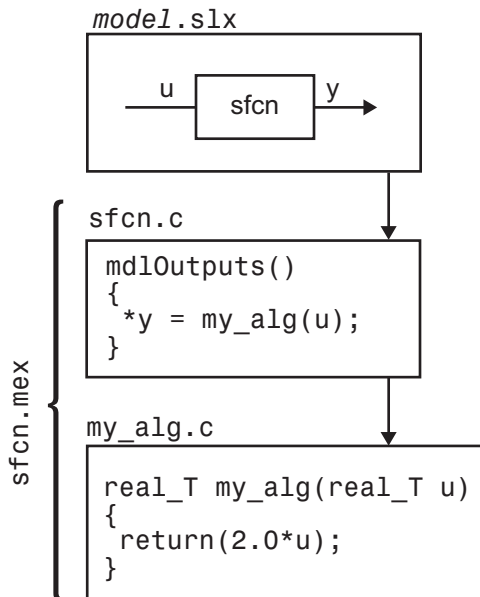 model.slx
u
sfcn
y
sfcn.c
mdlOutputs()
{
*y = my_alg(u);
}
sfcn.mex
my_alg.c
real_T my_alg(real_T u)
{
return(2.0*u);
}